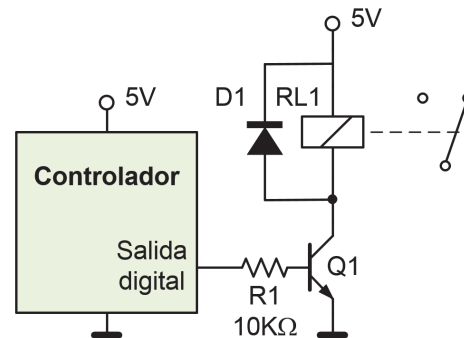 5V
5V
D1 RL1
Controlador
Salida
digital
Q1
R1
10KΩ